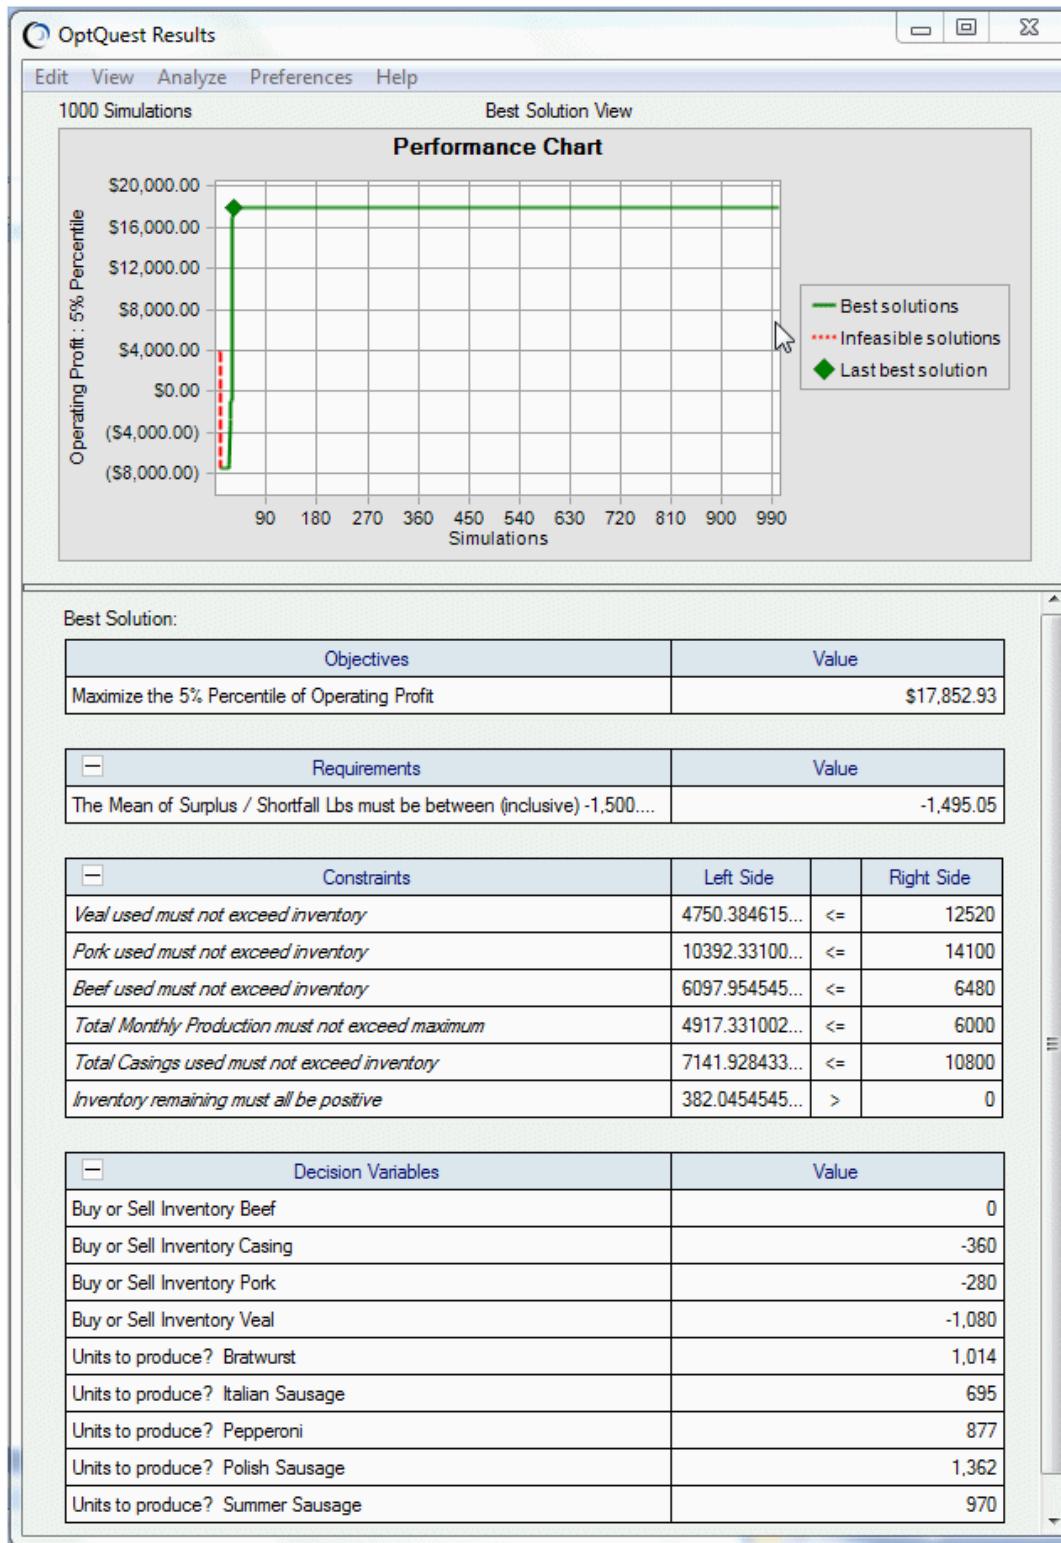 OptQuest Results
Edit View Analyze Preferences Help
1000 Simulations Best Solution View
Performance Chart
Operating Profit : 5% Percentile
$20,000.00
$16,000.00
$12,000.00
$8,000.00
$4,000.00
$0.00
($4,000.00)
($8,000.00)
90 180 270 360 450 540 630 720 810 900 990
Simulations
Best solutions
Infeasible solutions
Last best solution
Best Solution:
Objectives Value
Maximize the 5% Percentile of Operating Profit $17,852.93
Requirements Value
The Mean of Surplus / Shortfall Lbs must be between (inclusive) -1,500.... -1,495.05
Constraints Left Side Right Side
Veal used must not exceed inventory 4750.384615... <= 12520
Pork used must not exceed inventory 10392.33100... <= 14100
Beef used must not exceed inventory 6097.954545... <= 6480
Total Monthly Production must not exceed maximum 4917.331002... <= 6000
Total Casings used must not exceed inventory 7141.928433... <= 10800
Inventory remaining must all be positive 382.0454545... > 0
Decision Variables Value
Buy or Sell Inventory Beef 0
Buy or Sell Inventory Casing -360
Buy or Sell Inventory Pork -280
Buy or Sell Inventory Veal -1,080
Units to produce? Bratwurst 1,014
Units to produce? Italian Sausage 695
Units to produce? Pepperoni 877
Units to produce? Polish Sausage 1,362
Units to produce? Summer Sausage 970